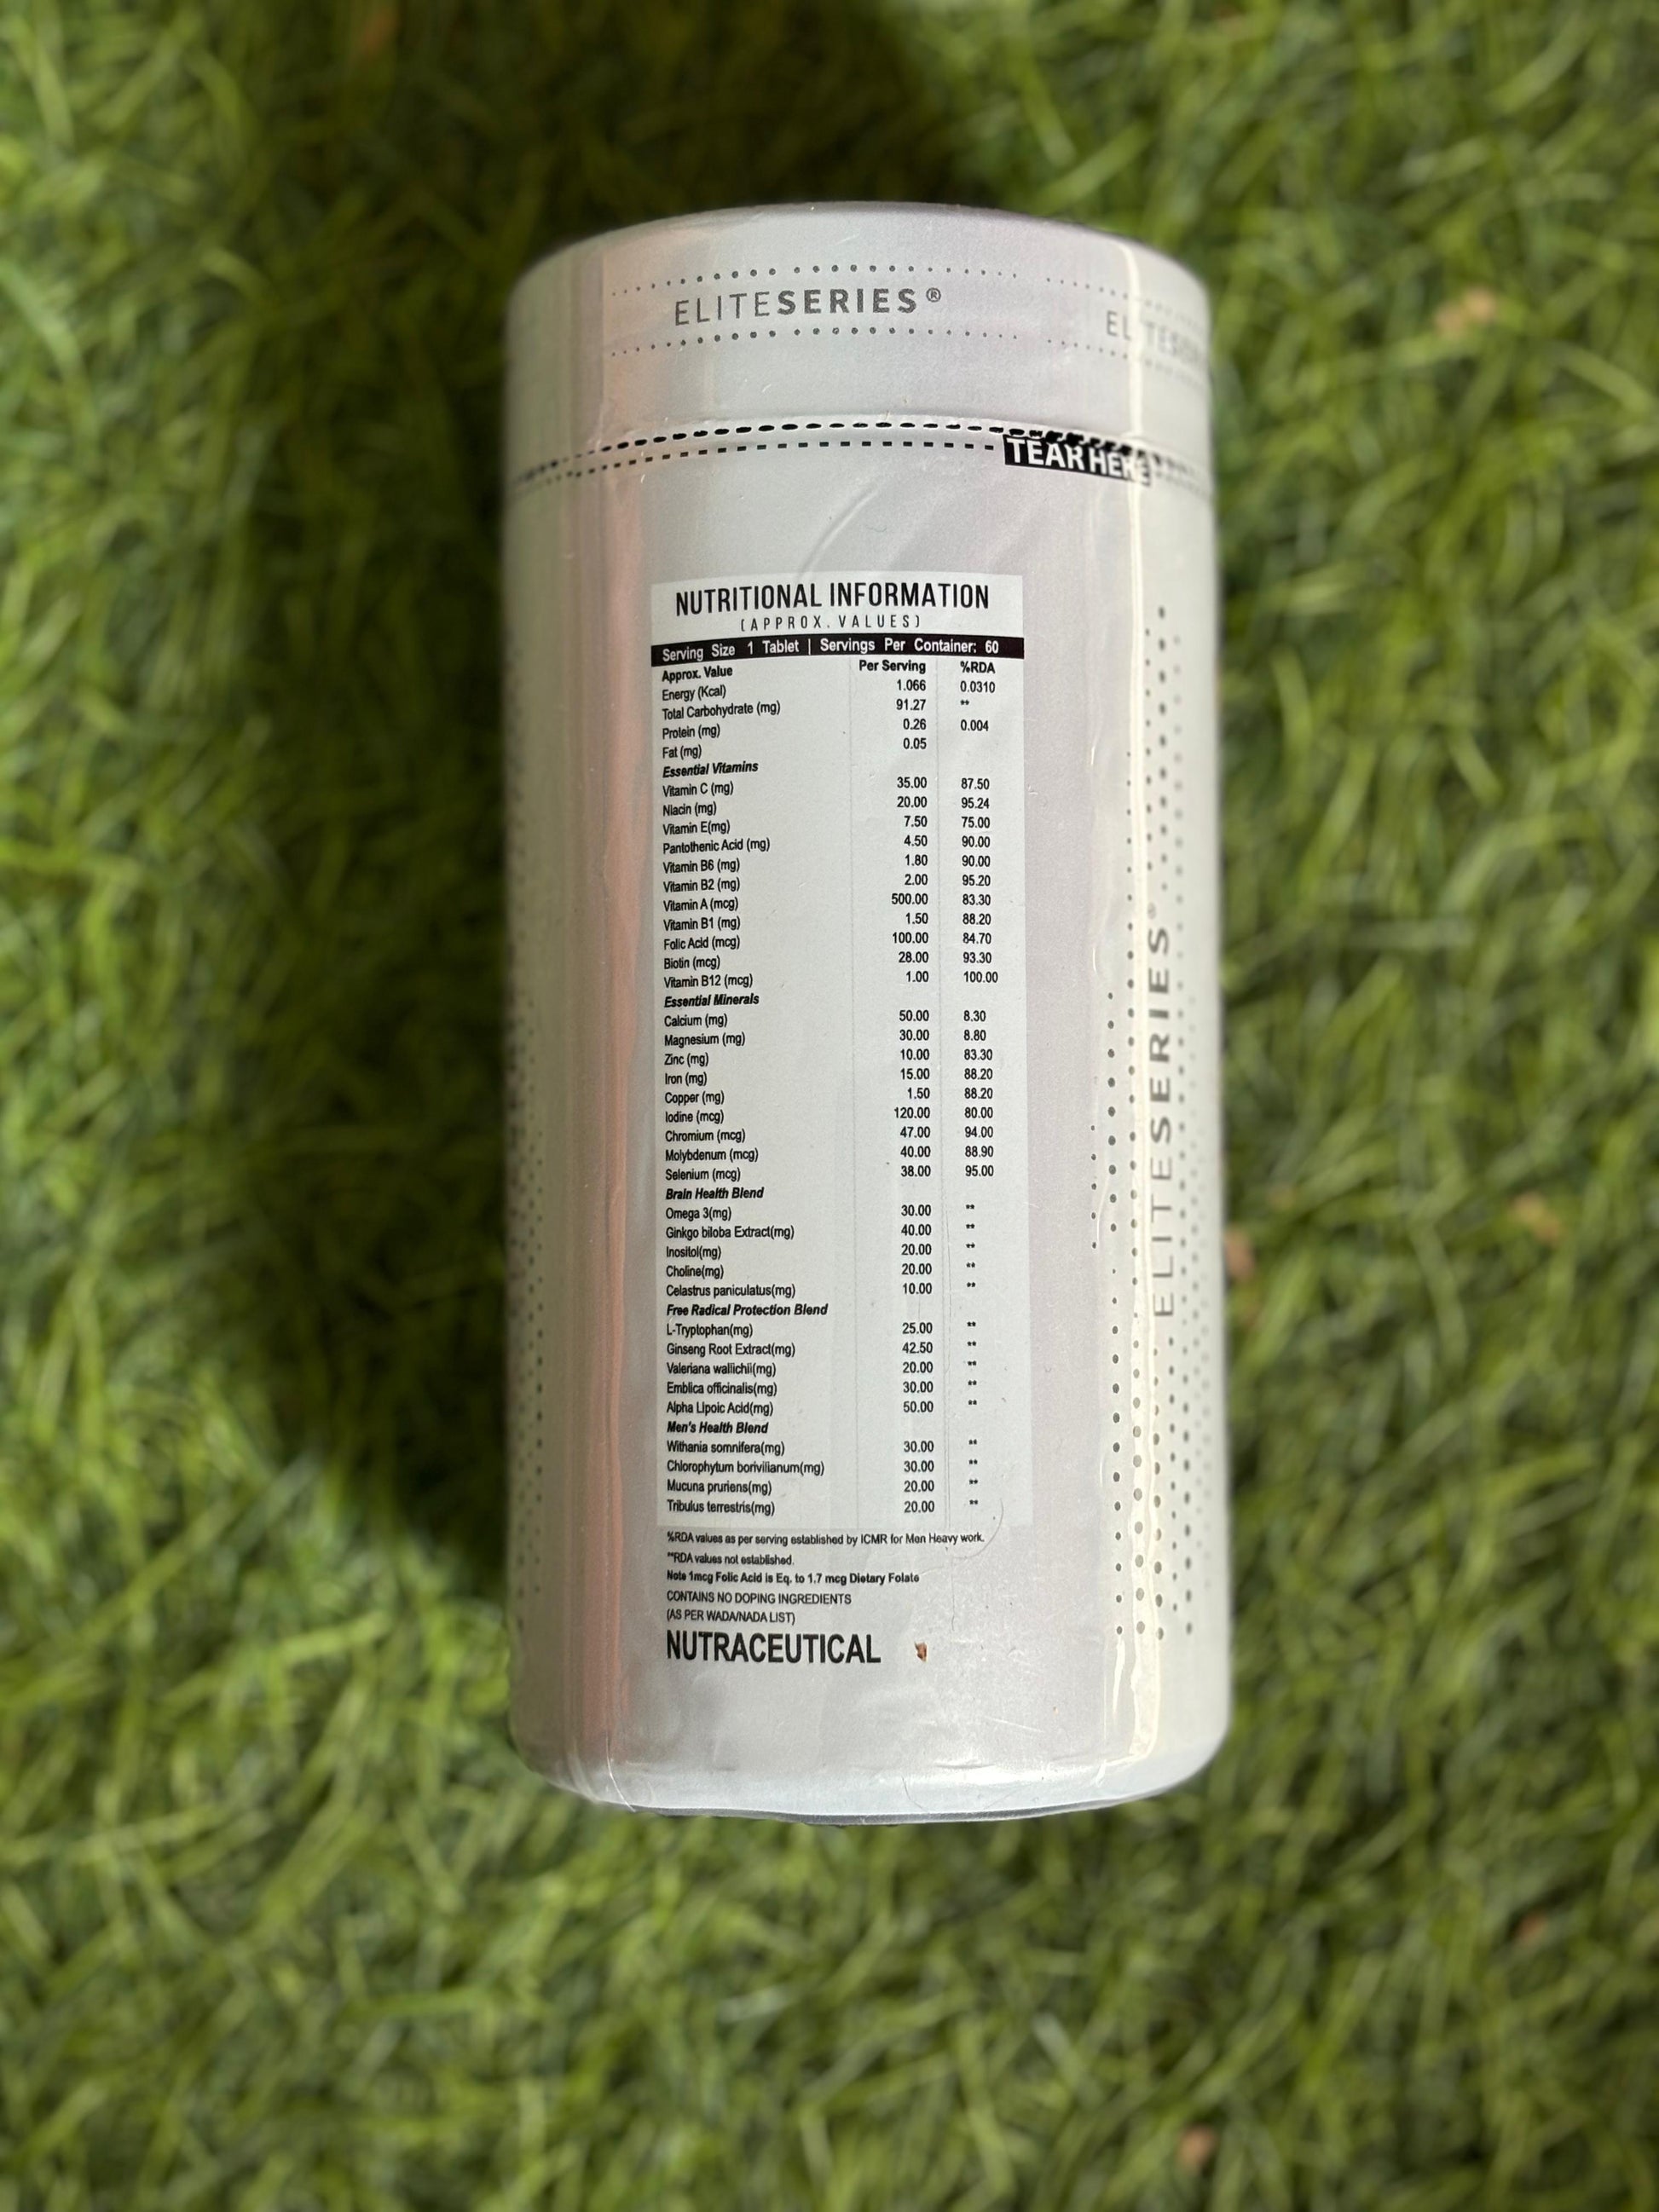 ELITESERIES®
TEAR HERE
NUTRITIONAL INFORMATION
(APPROX. VALUES)
Serving Size 1 Tablet | Servings Per Container: 60
Approx. Value Per Serving %RDA
Energy (Kcal) 1.066 0.0310
Total Carbohydrate (mg) 91.27 **
Protein (mg) 0.26 0.004
Fat (mg) 0.05
Essential Vitamins
Vitamin C (mg) 35.00 87.50
Niacin (mg) 20.00 95.24
Vitamin E(mg) 7.50 75.00
Pantothenic Acid (mg) 4.50 90.00
Vitamin B6 (mg) 1.80 90.00
Vitamin B2 (mg) 2.00 95.20
Vitamin A (mcg) 500.00 83.30
Vitamin B1 (mg) 1.50 88.20
Folic Acid (mcg) 100.00 84.70
Biotin (mcg) 28.00 93.30
Vitamin B12 (mcg) 1.00 100.00
Essential Minerals
Calcium (mg) 50.00 8.30
Magnesium (mg) 30.00 8.80
Zinc (mg) 10.00 83.30
Iron (mg) 15.00 88.20
Copper (mg) 1.50 88.20
Iodine (mcg) 120.00 80.00
Chromium (mcg) 47.00 94.00
Molybdenum (mcg) 40.00 88.90
Selenium (mcg) 38.00 95.00
Brain Health Blend
Omega 3(mg) 30.00 **
Ginkgo biloba Extract(mg) 40.00 **
Inositol(mg) 20.00 **
Choline(mg) 20.00 **
Celastrus paniculatus(mg) 10.00 **
Free Radical Protection Blend
L-Tryptophan(mg) 25.00 **
Ginseng Root Extract(mg) 42.50 **
Valeriana wallichii(mg) 20.00 **
Emblica officinalis(mg) 30.00 **
Alpha Lipoic Acid(mg) 50.00 **
Men's Health Blend
Withania somnifera(mg) 30.00 **
Chlorophytum borivilianum(mg) 30.00 **
Mucuna pruriens(mg) 20.00 **
Tribulus terrestris(mg) 20.00 **
%RDA values as per serving established by ICMR for Men Heavy work.
**RDA values not established.
Note 1mcg Folic Acid is Eq. to 1.7 mcg Dietary Folate
CONTAINS NO DOPING INGREDIENTS
(AS PER WADA/NADA LIST)
NUTRACEUTICAL
ELITESERIES®